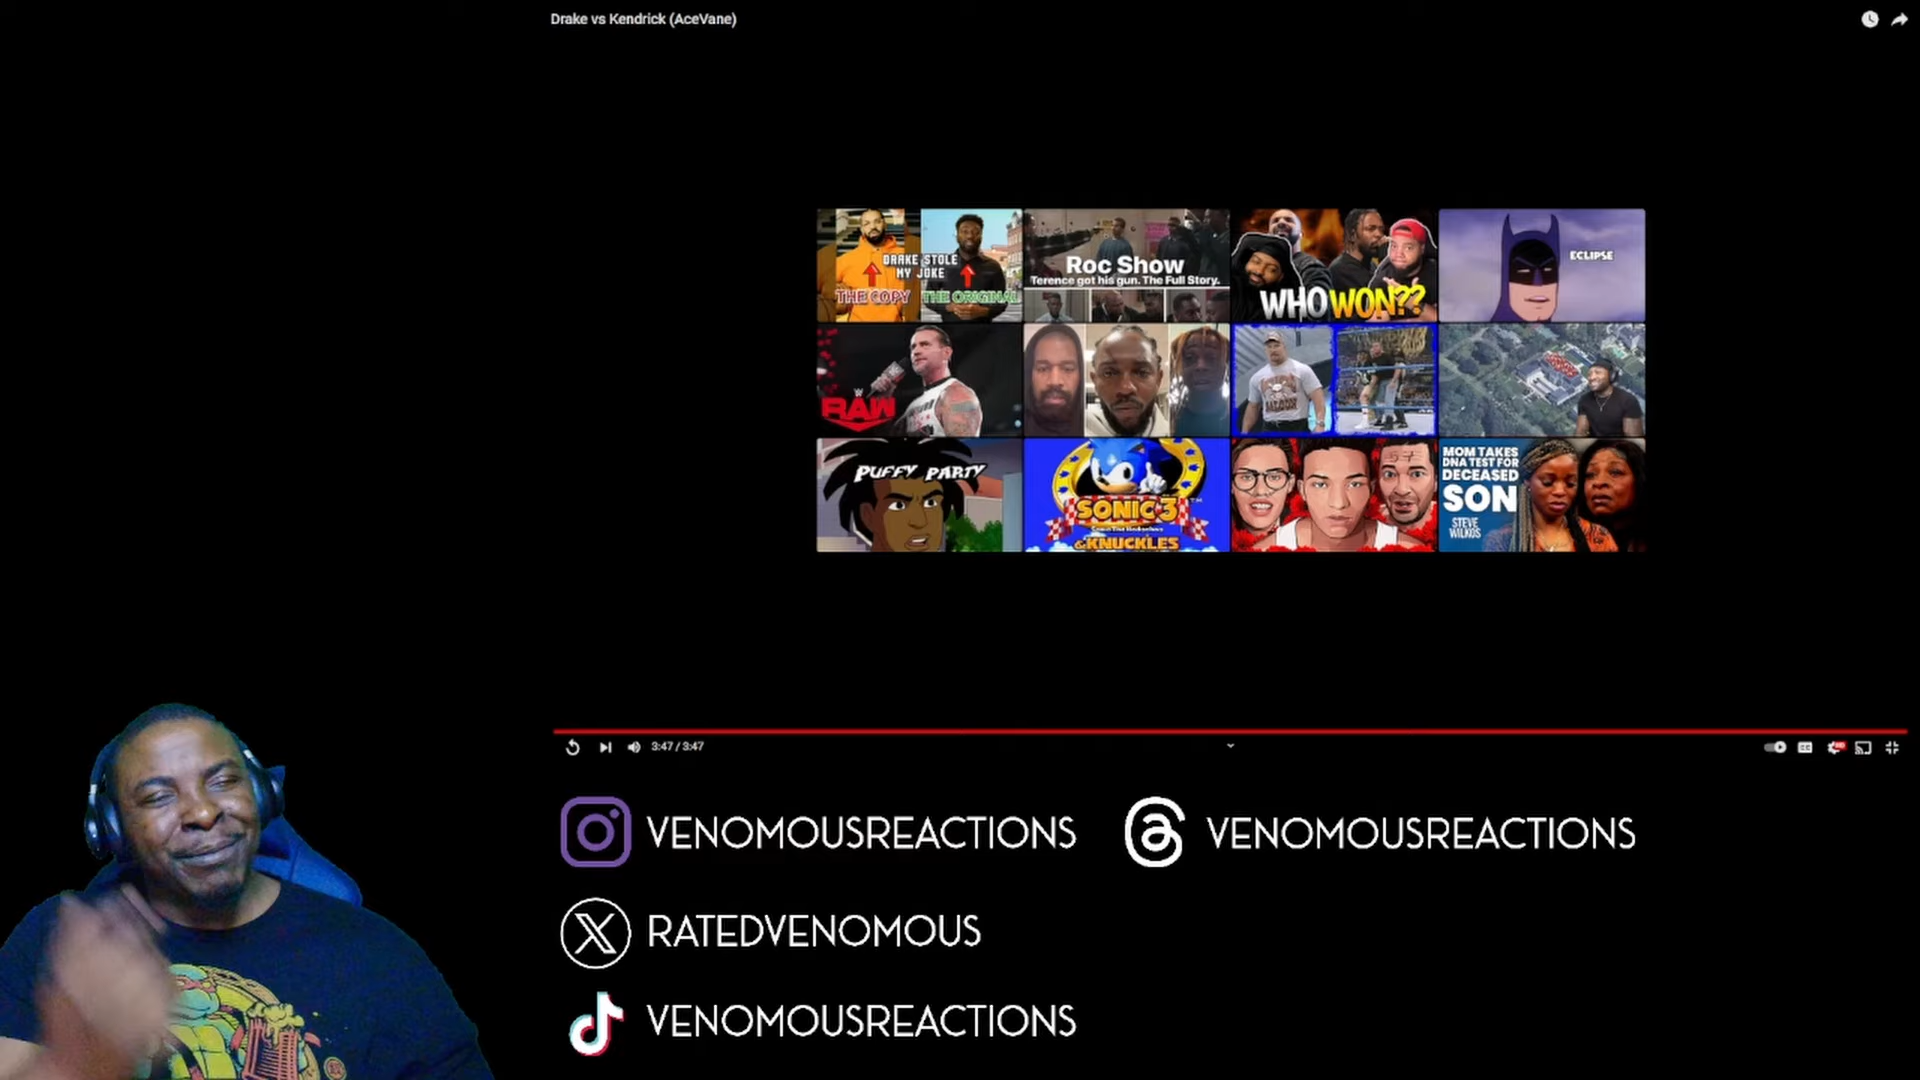 Drake vs Kendrick (AceVane)
DRAKE STOLE
MY JOKE
THE COPY
THE ORIGINAL
Roc Show
Terence got his gun. The Full Story.
WHO WON??
ECLIPSE
RAW
PUFFY PARTY
SONIC 3
& KNUCKLES
MOM TAKES
DNA TEST FOR
DECEASED
SON
STEVE
WILKOS
3:47 / 3:47
VENOMOUSREACTIONS
VENOMOUSREACTIONS
RATEDVENOMOUS
VENOMOUSREACTIONS